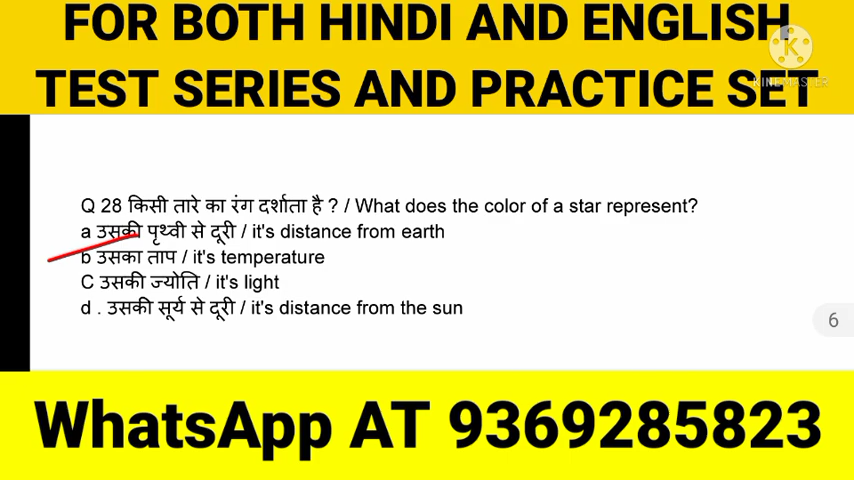 FOR BOTH HINDI AND ENGLISH
TEST SERIES AND PRACTICE SET
K
KINEMASTER
Q 28 किसी तारे का रंग दर्शाता है ? / What does the color of a star represent?
a उसकी पृथ्वी से दूरी / it's distance from earth
b उसका ताप / it's temperature
C उसकी ज्योति / it's light
d . उसकी सूर्य से दूरी / it's distance from the sun
6
WhatsApp AT 9369285823